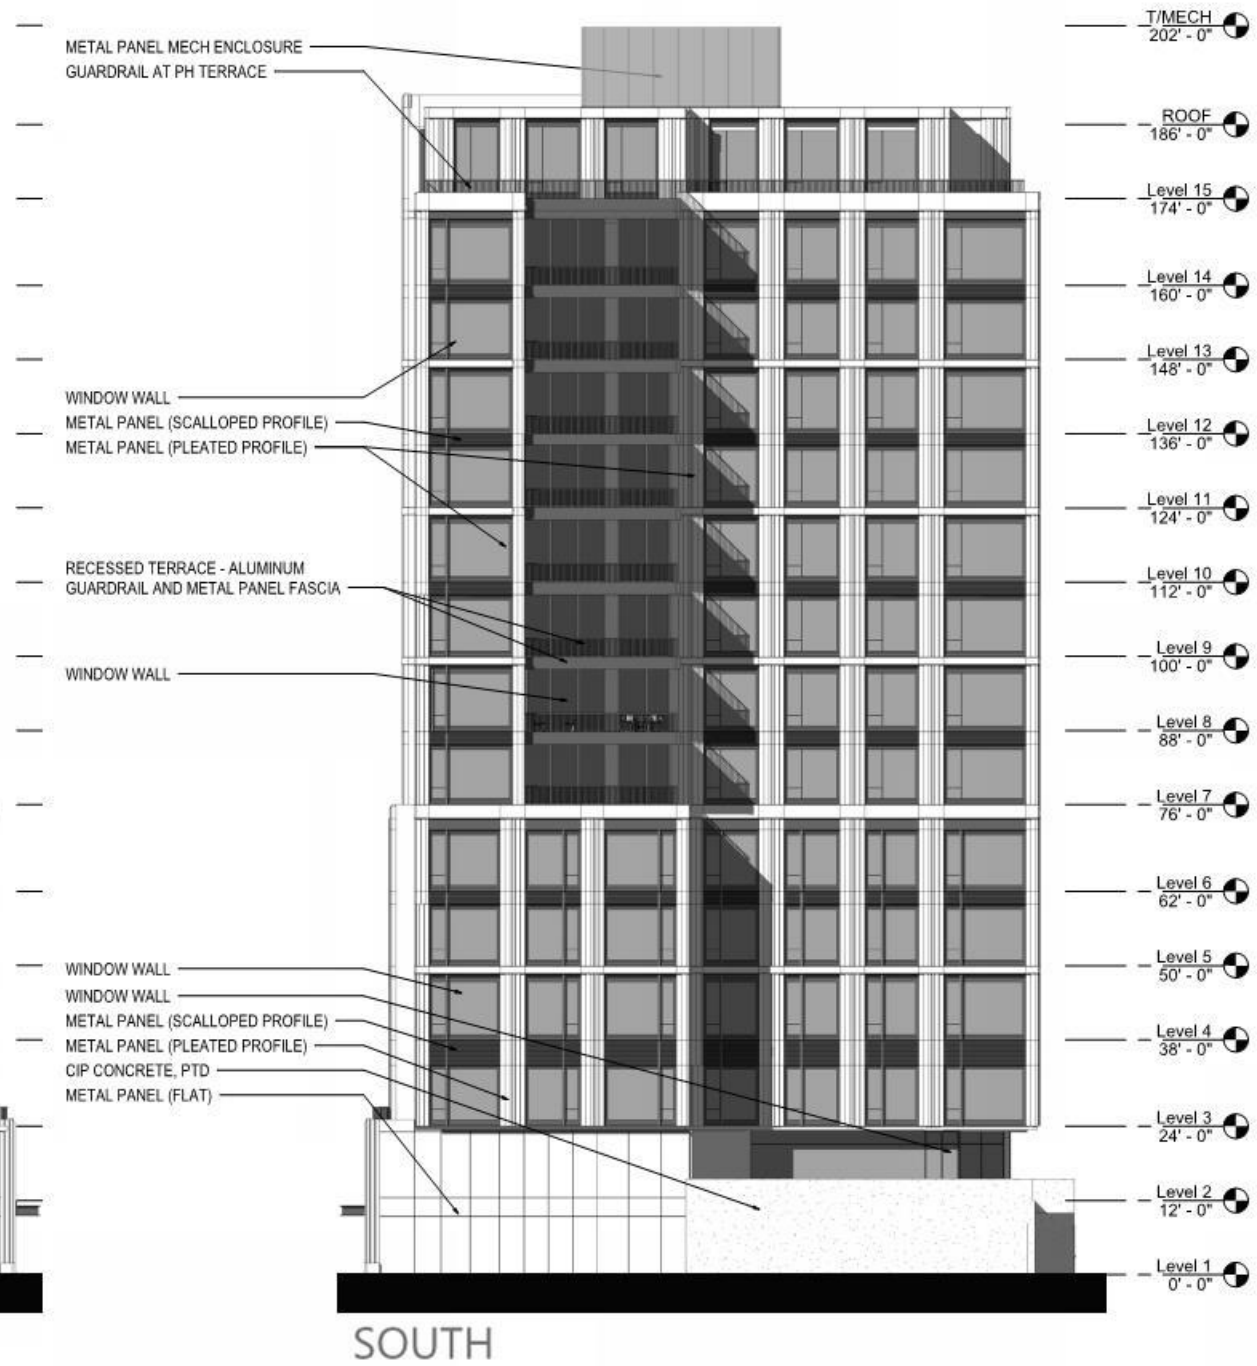 T/MECH
202' - 0"
METAL PANEL MECH ENCLOSURE
GUARDRAIL AT PH TERRACE
ROOF
186' - 0"
Level 15
174' - 0"
Level 14
160' - 0"
Level 13
148' - 0"
WINDOW WALL
METAL PANEL (SCALLOPED PROFILE)
METAL PANEL (PLEATED PROFILE)
Level 12
136' - 0"
Level 11
124' - 0"
RECESSED TERRACE - ALUMINUM
GUARDRAIL AND METAL PANEL FASCIA
Level 10
112' - 0"
Level 9
100' - 0"
WINDOW WALL
Level 8
88' - 0"
Level 7
76' - 0"
Level 6
62' - 0"
Level 5
50' - 0"
WINDOW WALL
WINDOW WALL
METAL PANEL (SCALLOPED PROFILE)
METAL PANEL (PLEATED PROFILE)
CIP CONCRETE, PTD
METAL PANEL (FLAT)
Level 4
38' - 0"
Level 3
24' - 0"
Level 2
12' - 0"
Level 1
0' - 0"
SOUTH